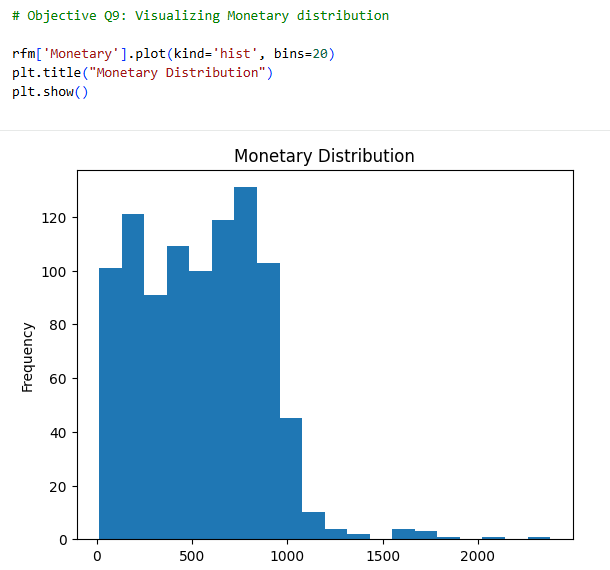 # Objective Q9: Visualizing Monetary distribution
rfm['Monetary'].plot(kind='hist', bins=20)
plt.title("Monetary Distribution")
plt.show()
Monetary Distribution
120
100
80
60
40
20
0
Frequency
0 500 1000 1500 2000